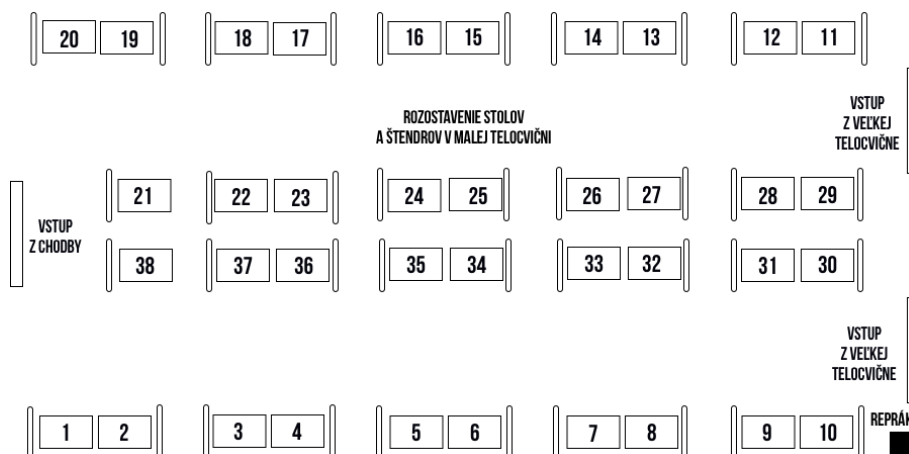 20 19 18 17 16 15 14 13 12 11
ROZOSTAVENIE STOLOV
A ŠTENDROV V MALEJ TELOCVIČNI
VSTUP
Z VEĽKEJ
TELOCVIČNE
21 22 23 24 25 26 27 28 29
VSTUP
Z CHODBY
38 37 36 35 34 33 32 31 30
VSTUP
Z VEĽKEJ
TELOCVIČNE
1 2 3 4 5 6 7 8 9 10
REPRÁK